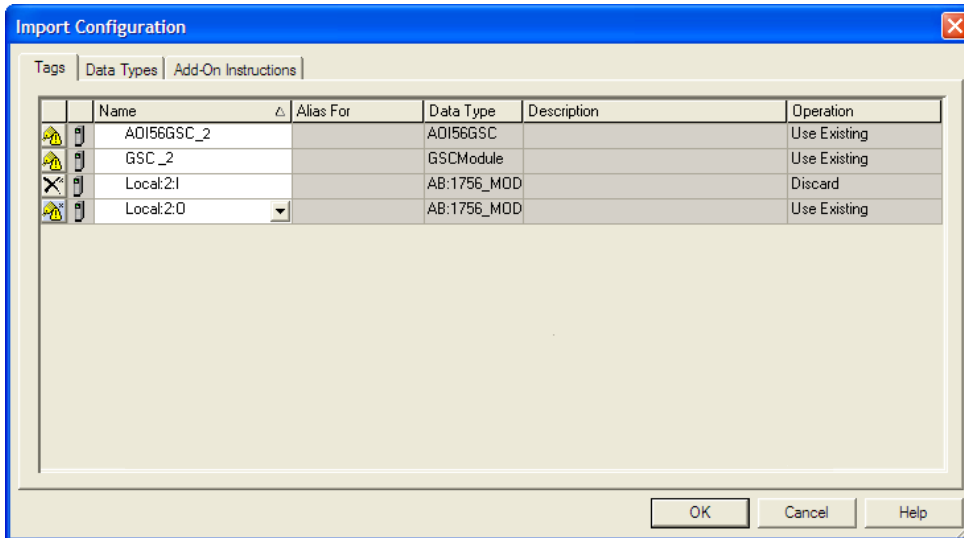 Import Configuration
Tags Data Types Add-On Instructions
Name Alias For Data Type Description Operation
AOI56GSC_2 AOI56GSC Use Existing
GSC_2 GSCModule Use Existing
Local:2:I AB:1756_MOD Discard
Local:2:O AB:1756_MOD Use Existing
OK Cancel Help